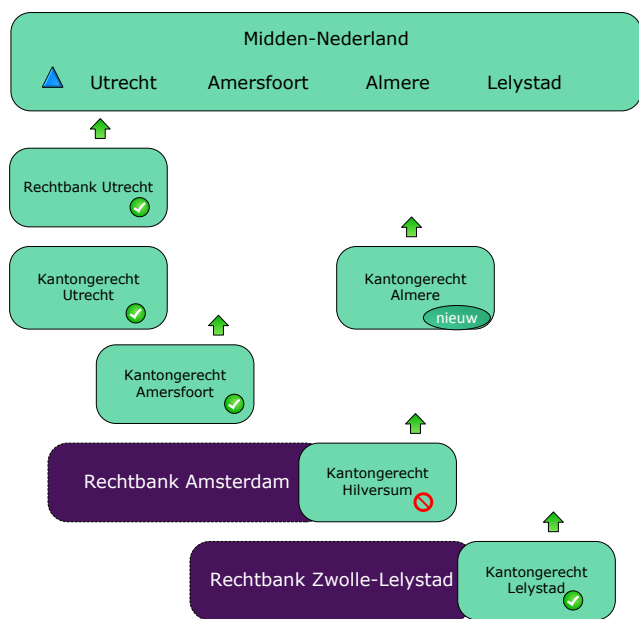 Midden-Nederland
Utrecht Amersfoort Almere Lelystad
Rechtbank Utrecht
Kantongerecht
Utrecht
Kantongerecht
Almere
nieuw
Kantongerecht
Amersfoort
Rechtbank Amsterdam
Kantongerecht
Hilversum
Rechtbank Zwolle-Lelystad
Kantongerecht
Lelystad